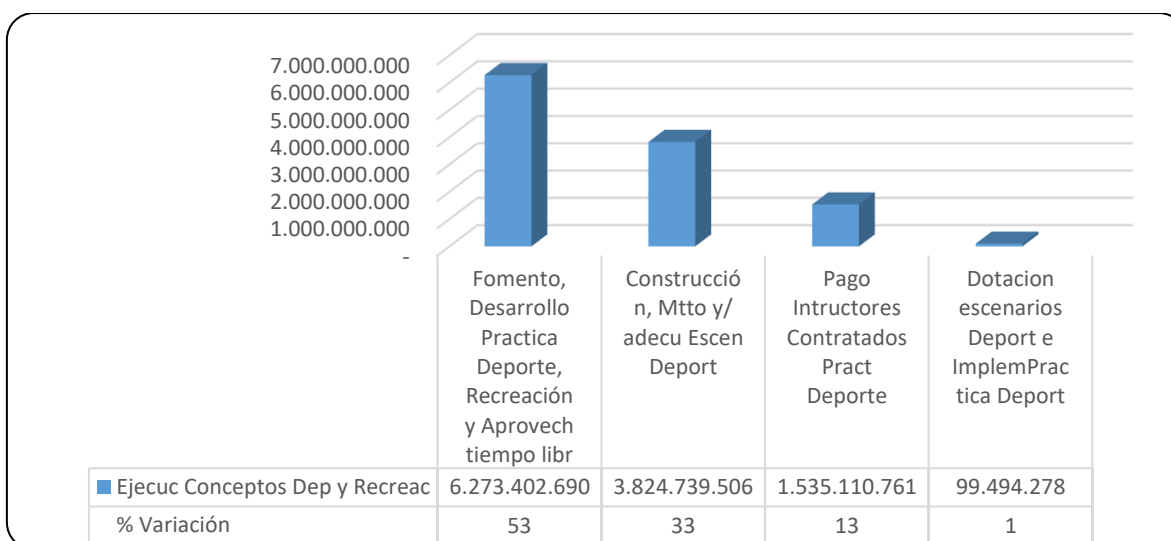 7.000.000.000
6.000.000.000
5.000.000.000
4.000.000.000
3.000.000.000
2.000.000.000
1.000.000.000
-
Fomento,
Desarrollo
Practica
Deporte,
Recreación
y Aprovech
tiempo libr
Construcció
n, Mtto y/
adecu Escen
Deport
Pago
Intructores
Contratados
Pract
Deporte
Dotacion
escenarios
Deport e
ImplemPrac
tica Deport
Ejecuc Conceptos Dep y Recreac 6.273.402.690 3.824.739.506 1.535.110.761 99.494.278
% Variación 53 33 13 1